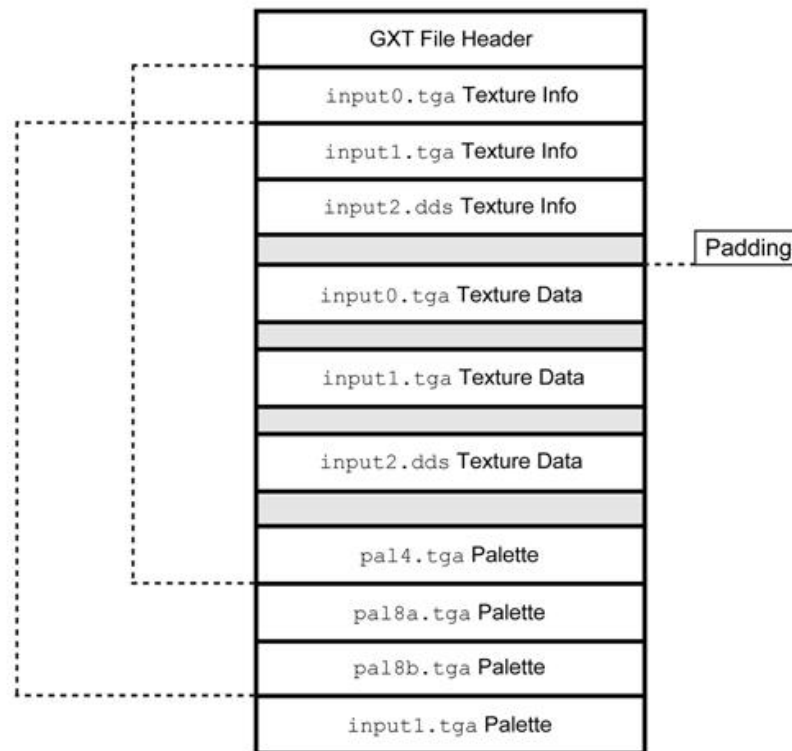 GXT File Header
input0.tga Texture Info
input1.tga Texture Info
input2.dds Texture Info
Padding
input0.tga Texture Data
input1.tga Texture Data
input2.dds Texture Data
pal4.tga Palette
pal8a.tga Palette
pal8b.tga Palette
input1.tga Palette